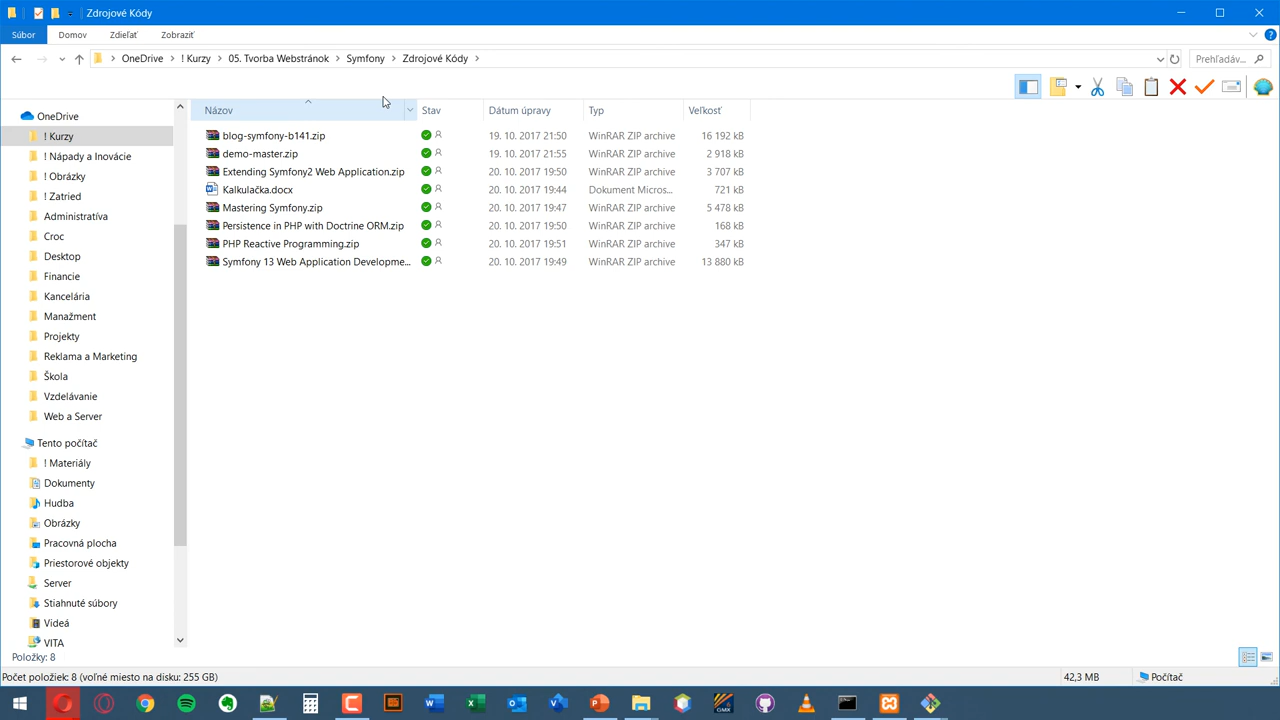 Zdrojové Kódy
Súbor Domov Zdieľať Zobraziť
OneDrive ! Kurzy 05. Tvorba Webstránok Symfony Zdrojové Kódy Prehľadáv...
Názov Stav Dátum úpravy Typ Veľkosť
blog-symfony-b141.zip 19. 10. 2017 21:50 WinRAR ZIP archive 16 192 kB
demo-master.zip 19. 10. 2017 21:55 WinRAR ZIP archive 2 918 kB
Extending Symfony2 Web Application.zip 20. 10. 2017 19:50 WinRAR ZIP archive 3 707 kB
Kalkulačka.docx 20. 10. 2017 19:44 Dokument Micros... 721 kB
Mastering Symfony.zip 20. 10. 2017 19:47 WinRAR ZIP archive 5 478 kB
Persistence in PHP with Doctrine ORM.zip 20. 10. 2017 19:50 WinRAR ZIP archive 168 kB
PHP Reactive Programming.zip 20. 10. 2017 19:51 WinRAR ZIP archive 347 kB
Symfony 13 Web Application Developme... 20. 10. 2017 19:49 WinRAR ZIP archive 13 880 kB
OneDrive
! Kurzy
! Nápady a Inovácie
! Obrázky
! Zatried
Administratíva
Croc
Desktop
Financie
Kancelária
Manažment
Projekty
Reklama a Marketing
Škola
Vzdelávanie
Web a Server
Tento počítač
! Materiály
Dokumenty
Hudba
Obrázky
Pracovná plocha
Priestorové objekty
Server
Stiahnuté súbory
Videá
VITA
Položky: 8
Počet položiek: 8 (voľné miesto na disku: 255 GB) 42,3 MB Počítač